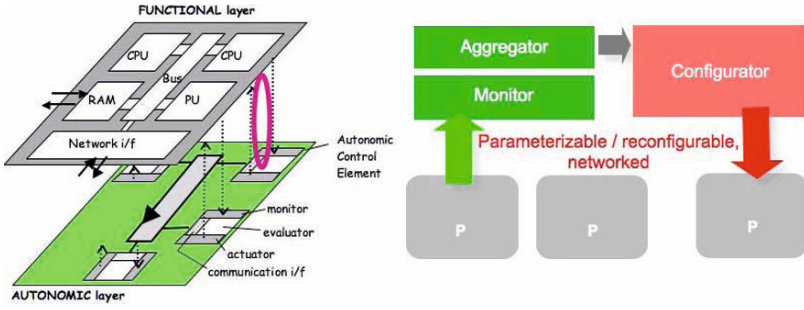 FUNCTIONAL layer
CPU
CPU
Bus
RAM
PU
Network i/f
Autonomic
Control
Element
monitor
evaluator
actuator
communication i/f
AUTONOMIC layer
Aggregator
Monitor
Configurator
Parameterizable / reconfigurable,
networked
P
P
P